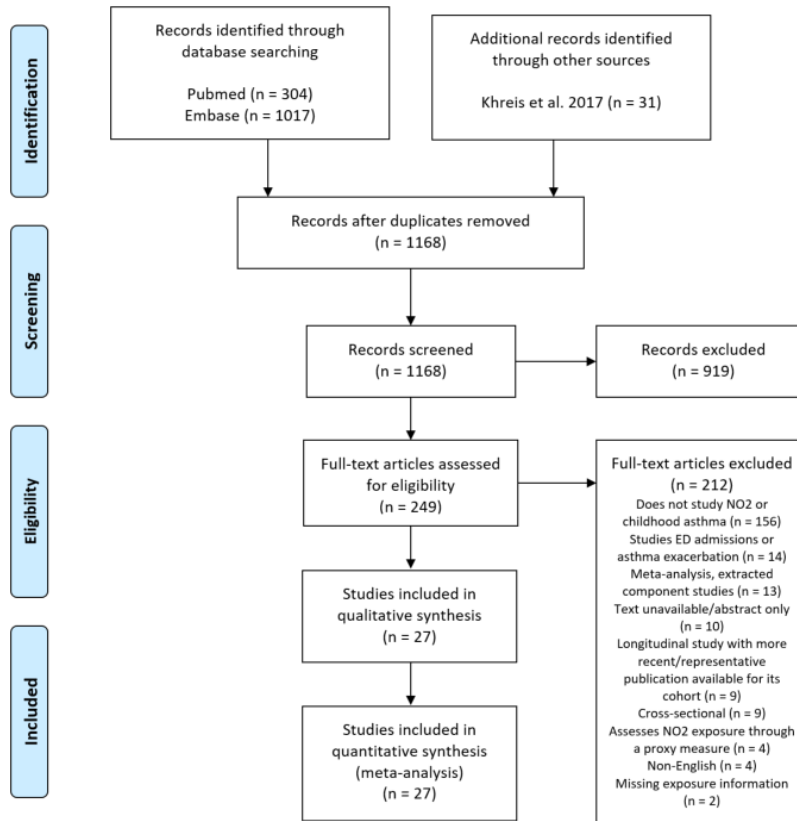 Identification
Records identified through
database searching
Pubmed (n = 304)
Embase (n = 1017)
Additional records identified
through other sources
Khreis et al. 2017 (n = 31)
Records after duplicates removed
(n = 1168)
Screening
Records screened
(n = 1168)
Records excluded
(n = 919)
Eligibility
Full-text articles assessed
for eligibility
(n = 249)
Full-text articles excluded
(n = 212)
Does not study NO2 or
childhood asthma (n = 156)
Studies ED admissions or
asthma exacerbation (n = 14)
Meta-analysis, extracted
component studies (n = 13)
Text unavailable/abstract only
(n = 10)
Longitudinal study with more
recent/representative
publication available for its
cohort (n = 9)
Cross-sectional (n = 9)
Assesses NO2 exposure through
a proxy measure (n = 4)
Non-English (n = 4)
Missing exposure information
(n = 2)
Studies included in
qualitative synthesis
(n = 27)
Included
Studies included in
quantitative synthesis
(meta-analysis)
(n = 27)